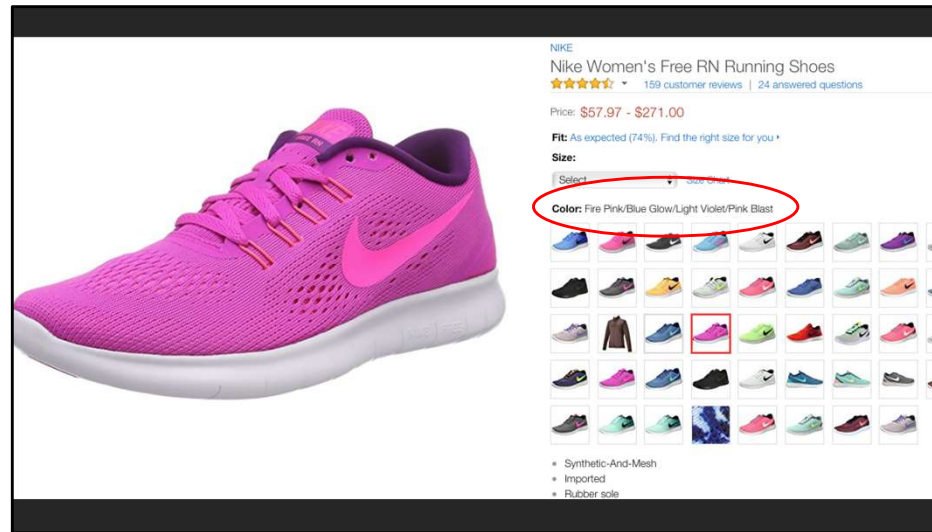 NIKE
Nike Women's Free RN Running Shoes
159 customer reviews | 24 answered questions
Price: $57.97 - $271.00
Fit: As expected (74%). Find the right size for you
Size:
Select Size Chart
Color: Fire Pink/Blue Glow/Light Violet/Pink Blast
Synthetic-And-Mesh
Imported
Rubber sole